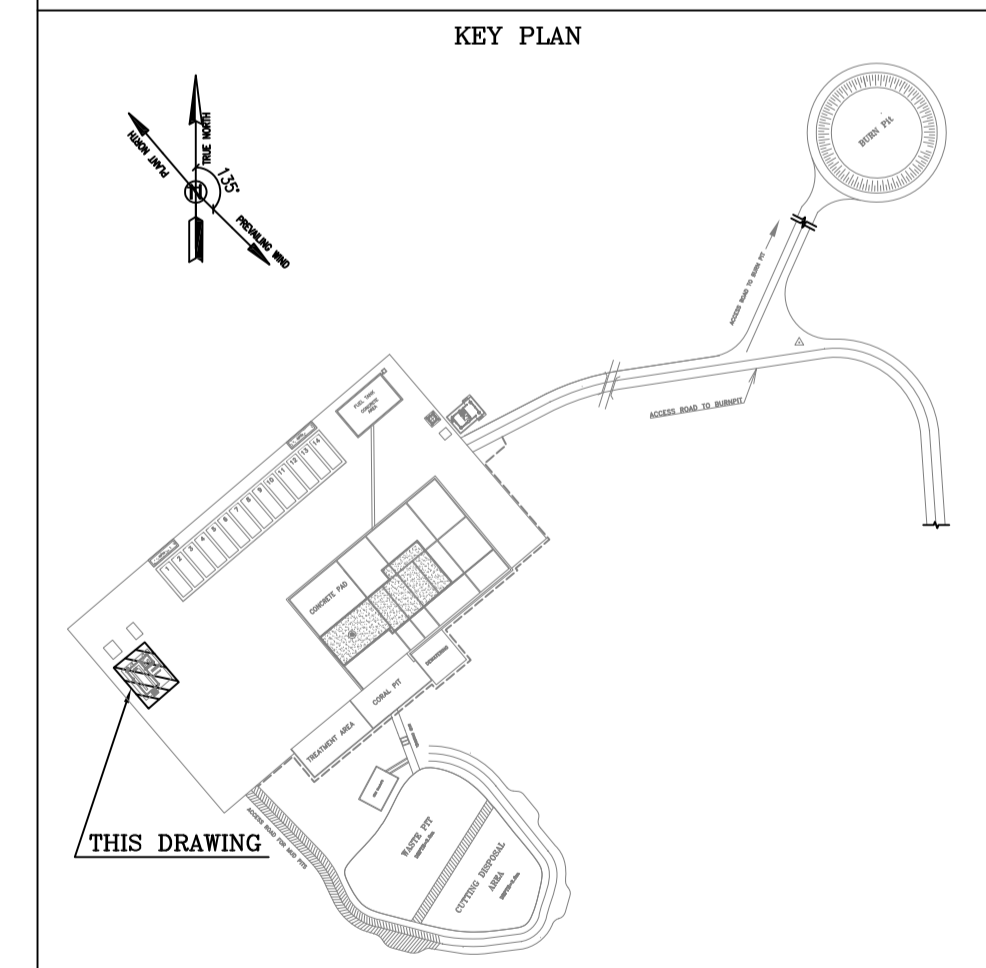 KEY PLAN
TRUE NORTH
PLANT NORTH
135°
N
PREVAILING WIND
BURN Pit
ACCESS ROAD TO BURN PIT
ACCESS ROAD TO BURNPIT
FUEL TANK
CONCRETE
AREA
1
2
3
4
5
6
7
8
9
10
11
12
13
14
CONCRETE PAD
CORAL PIT
TREATMENT AREA
ACCESS ROAD FOR MUD PITS
WASTE PIT
CUTTING DISPOSAL
AREA
THIS DRAWING